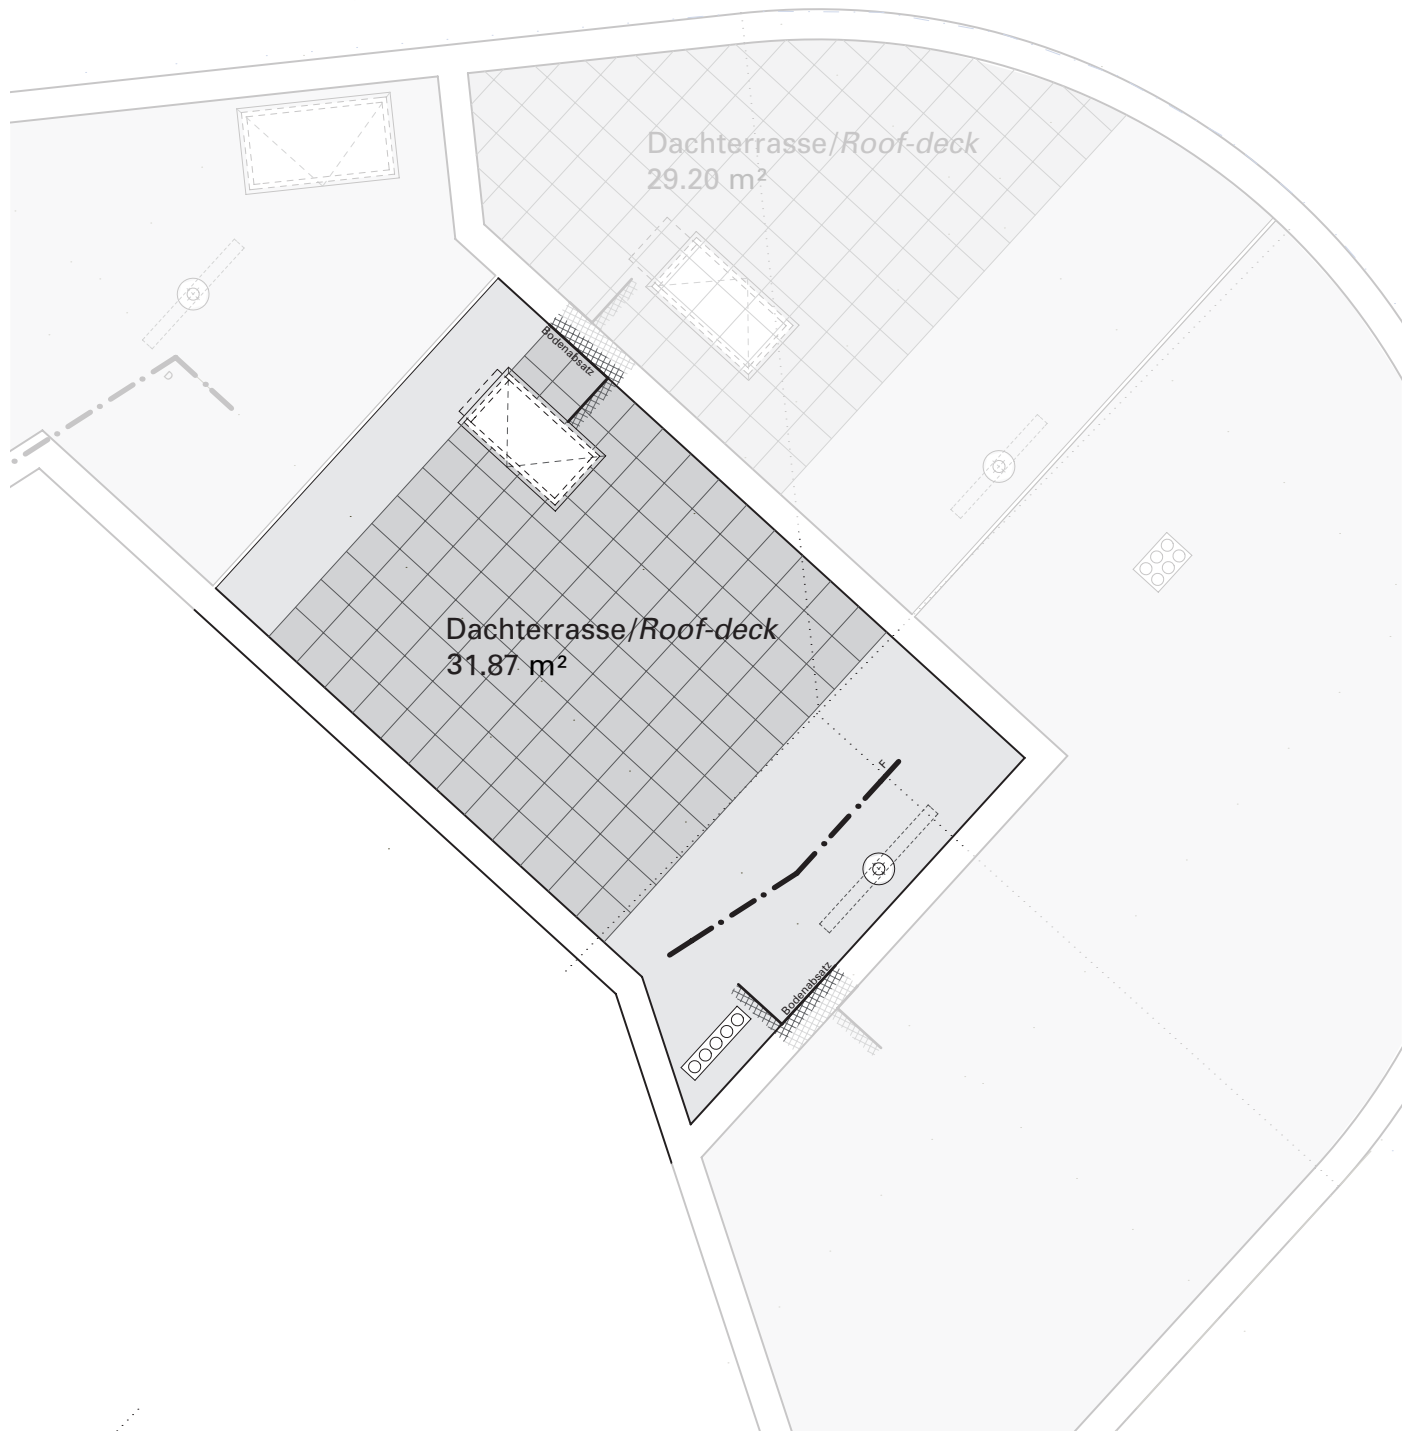 Dachterrasse/Roof-deck
29.20 m²
Bodenabsatz
D
Dachterrasse/Roof-deck
31.87 m²
F
Bodenabsatz